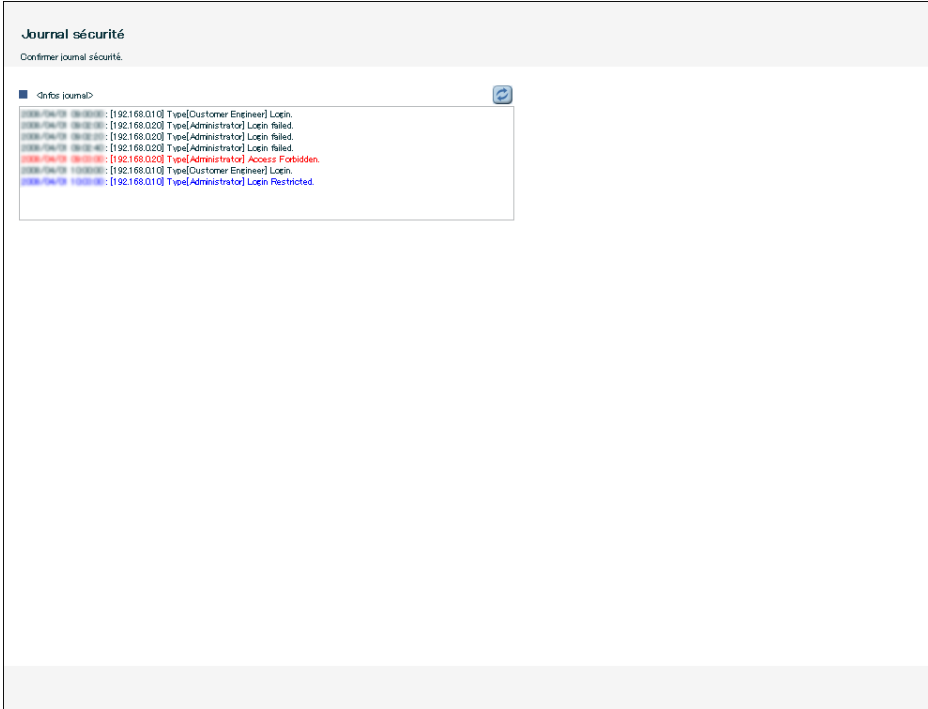 Journal sécurité
Confirmer journal sécurité.
<Infos journal>
: [192.168.0.10] Type[Customer Engineer] Login.
: [192.168.0.20] Type[Administrator] Login failed.
: [192.168.0.20] Type[Administrator] Login failed.
: [192.168.0.20] Type[Administrator] Login failed.
: [192.168.0.20] Type[Administrator] Access Forbidden.
: [192.168.0.10] Type[Customer Engineer] Login.
: [192.168.0.10] Type[Administrator] Login Restricted.